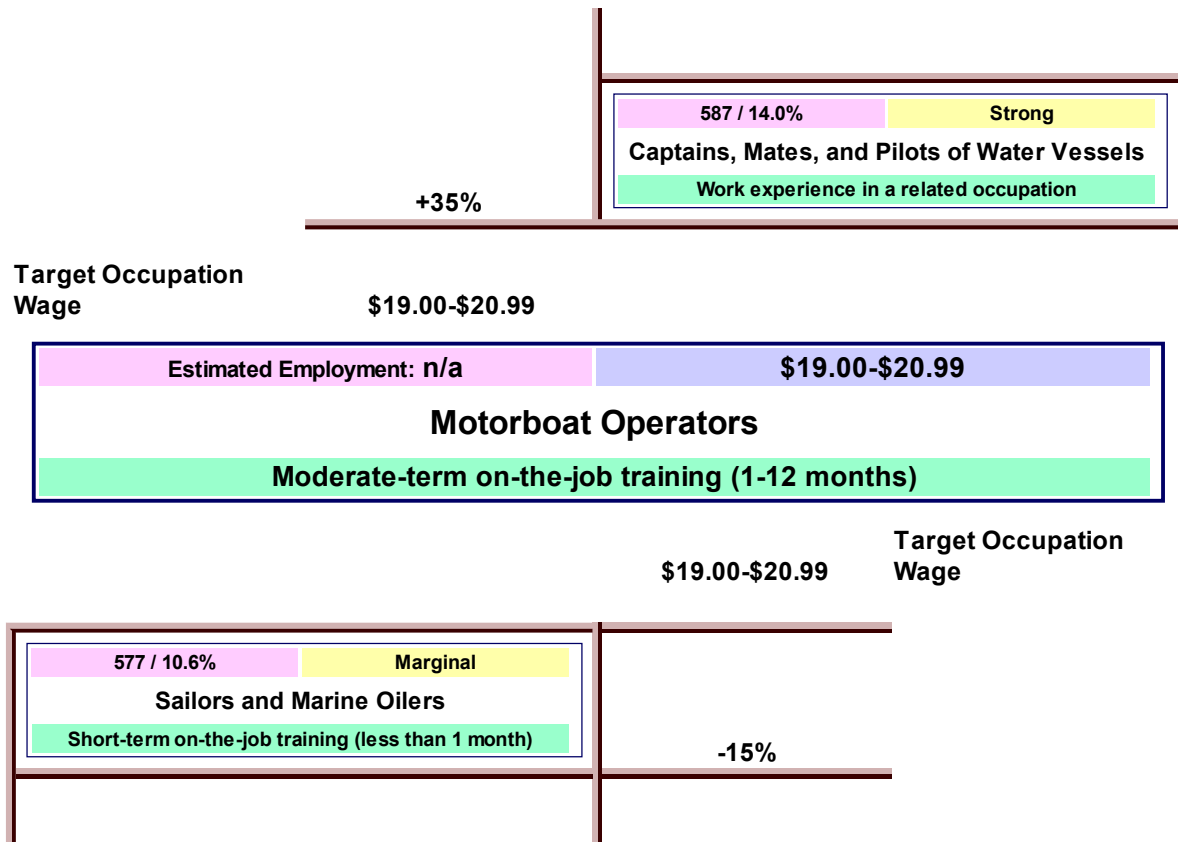 587 / 14.0% Strong
Captains, Mates, and Pilots of Water Vessels
Work experience in a related occupation
+35%
Target Occupation
Wage $19.00-$20.99
Estimated Employment: n/a $19.00-$20.99
Motorboat Operators
Moderate-term on-the-job training (1-12 months)
Target Occupation
$19.00-$20.99 Wage
577 / 10.6% Marginal
Sailors and Marine Oilers
Short-term on-the-job training (less than 1 month)
-15%